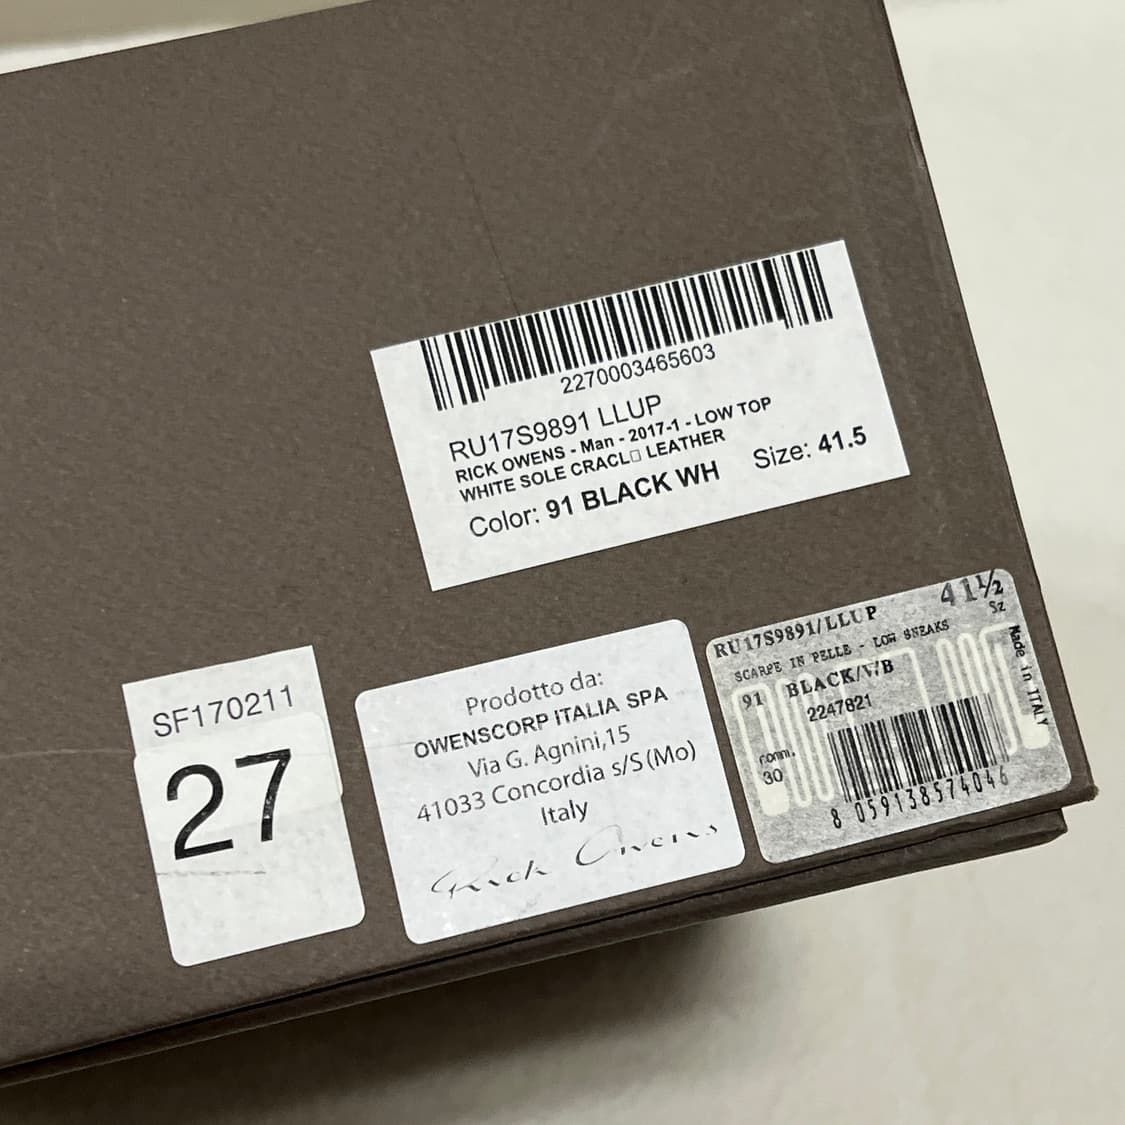 2270003465603
RU17S9891 LLUP
RICK OWENS - Man - 2017-1 - LOW TOP
WHITE SOLE CRACL□ LEATHER
Color: 91 BLACK WH Size: 41.5
SF170211
27
Prodotto da:
OWENSCORP ITALIA SPA
Via G. Agnini,15
41033 Concordia s/S (Mo)
Italy
Rick Owens
RU17S9891/LLUP 41½
Sz
SCARPE IN PELLE - LOW SNEAKS
91 BLACK/V/B
2247821
comm.
30
8 059138574046
Made in ITALY